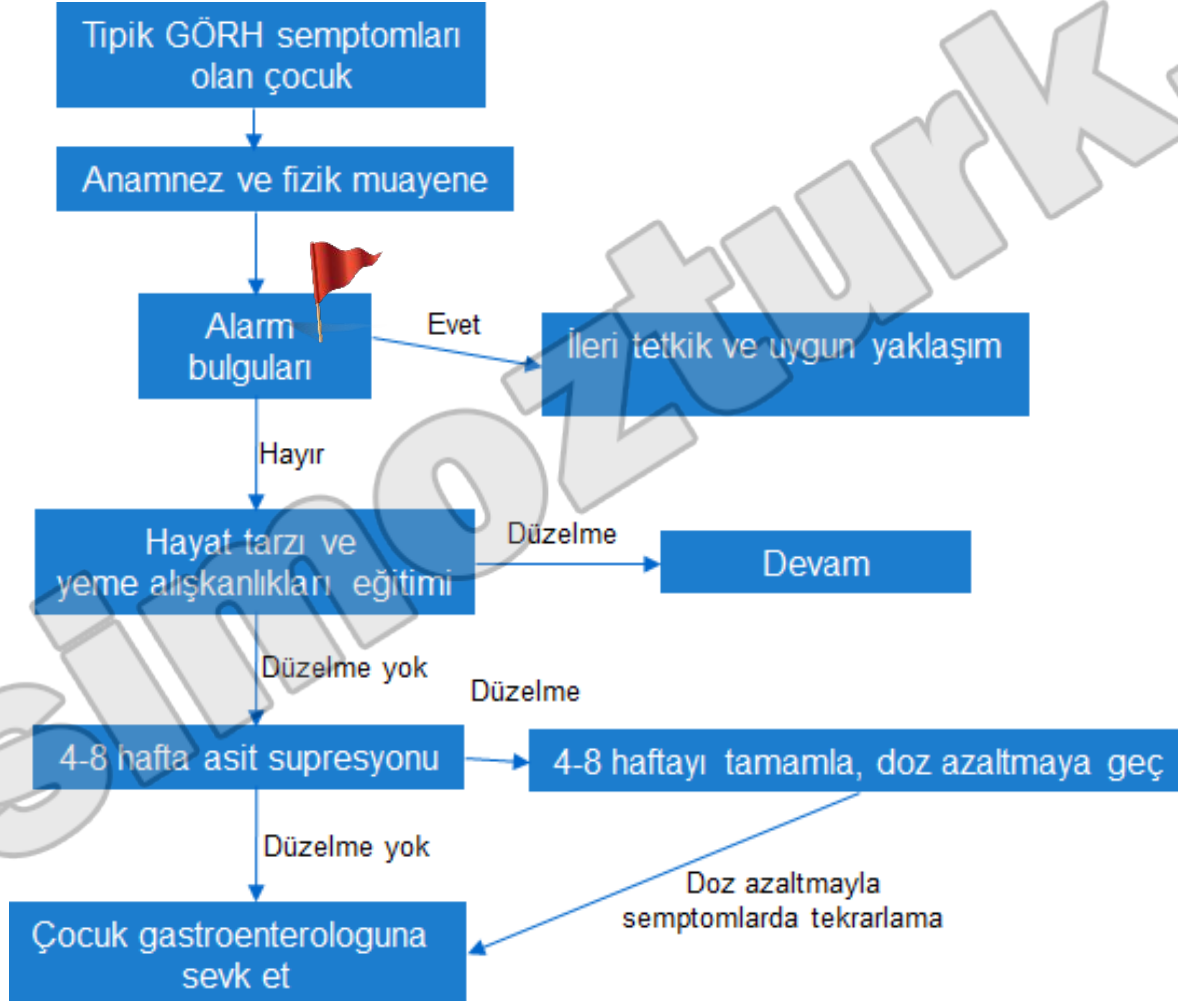 Tipik GÖRH semptomları
olan çocuk
Anamnez ve fizik muayene
Alarm
bulguları
Evet
İleri tetkik ve uygun yaklaşım
Hayır
Hayat tarzı ve
yeme alışkanlıkları eğitimi
Düzelme
Devam
Düzelme yok
Düzelme
4-8 hafta asit supresyonu
4-8 haftayı tamamla, doz azaltmaya geç
Düzelme yok
Doz azaltmayla
semptomlarda tekrarlama
Çocuk gastroenterologuna
sevk et
simozturk.